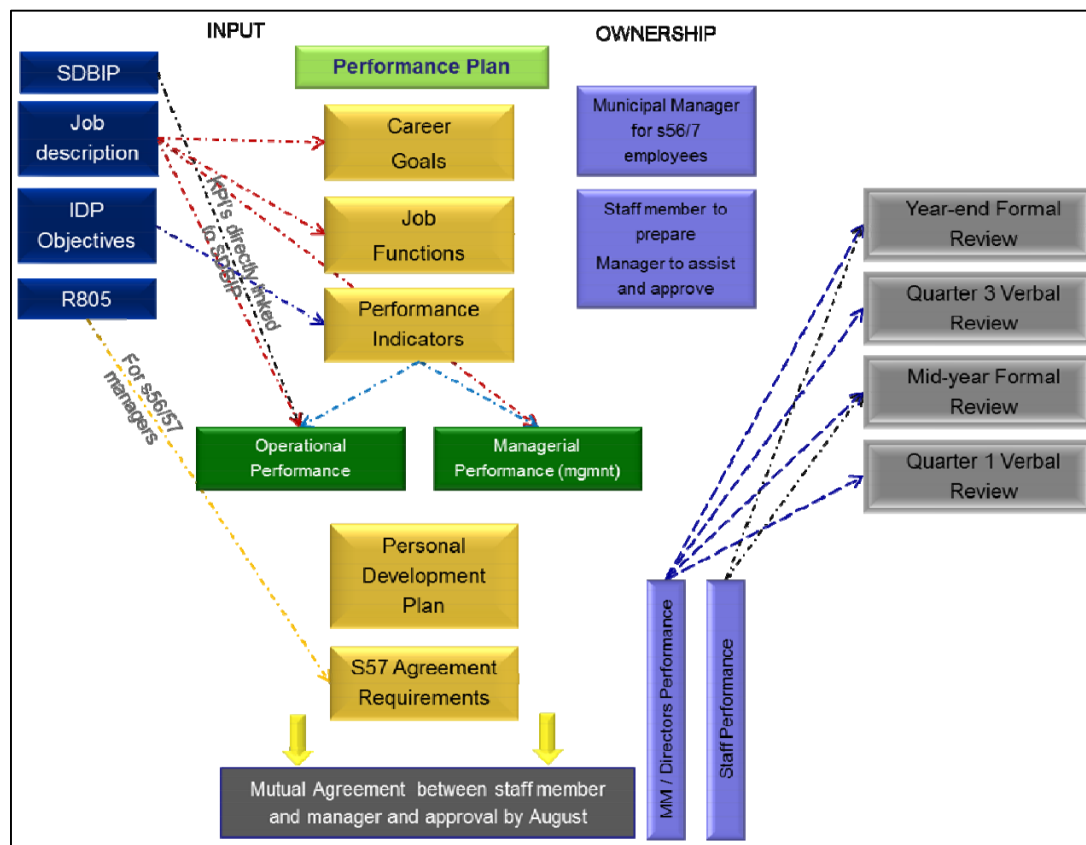 INPUT
OWNERSHIP
SDBIP
Job
description
IDP
Objectives
R805
KPI's directly linked
to SDBIP
For s56/57
managers
Performance Plan
Career
Goals
Job
Functions
Performance
Indicators
Operational
Performance
Managerial
Performance (mgmnt)
Personal
Development
Plan
S57 Agreement
Requirements
Mutual Agreement between staff member
and manager and approval by August
Municipal Manager
for s56/7
employees
Staff member to
prepare
Manager to assist
and approve
MM / Directors Performance
Staff Performance
Year-end Formal
Review
Quarter 3 Verbal
Review
Mid-year Formal
Review
Quarter 1 Verbal
Review